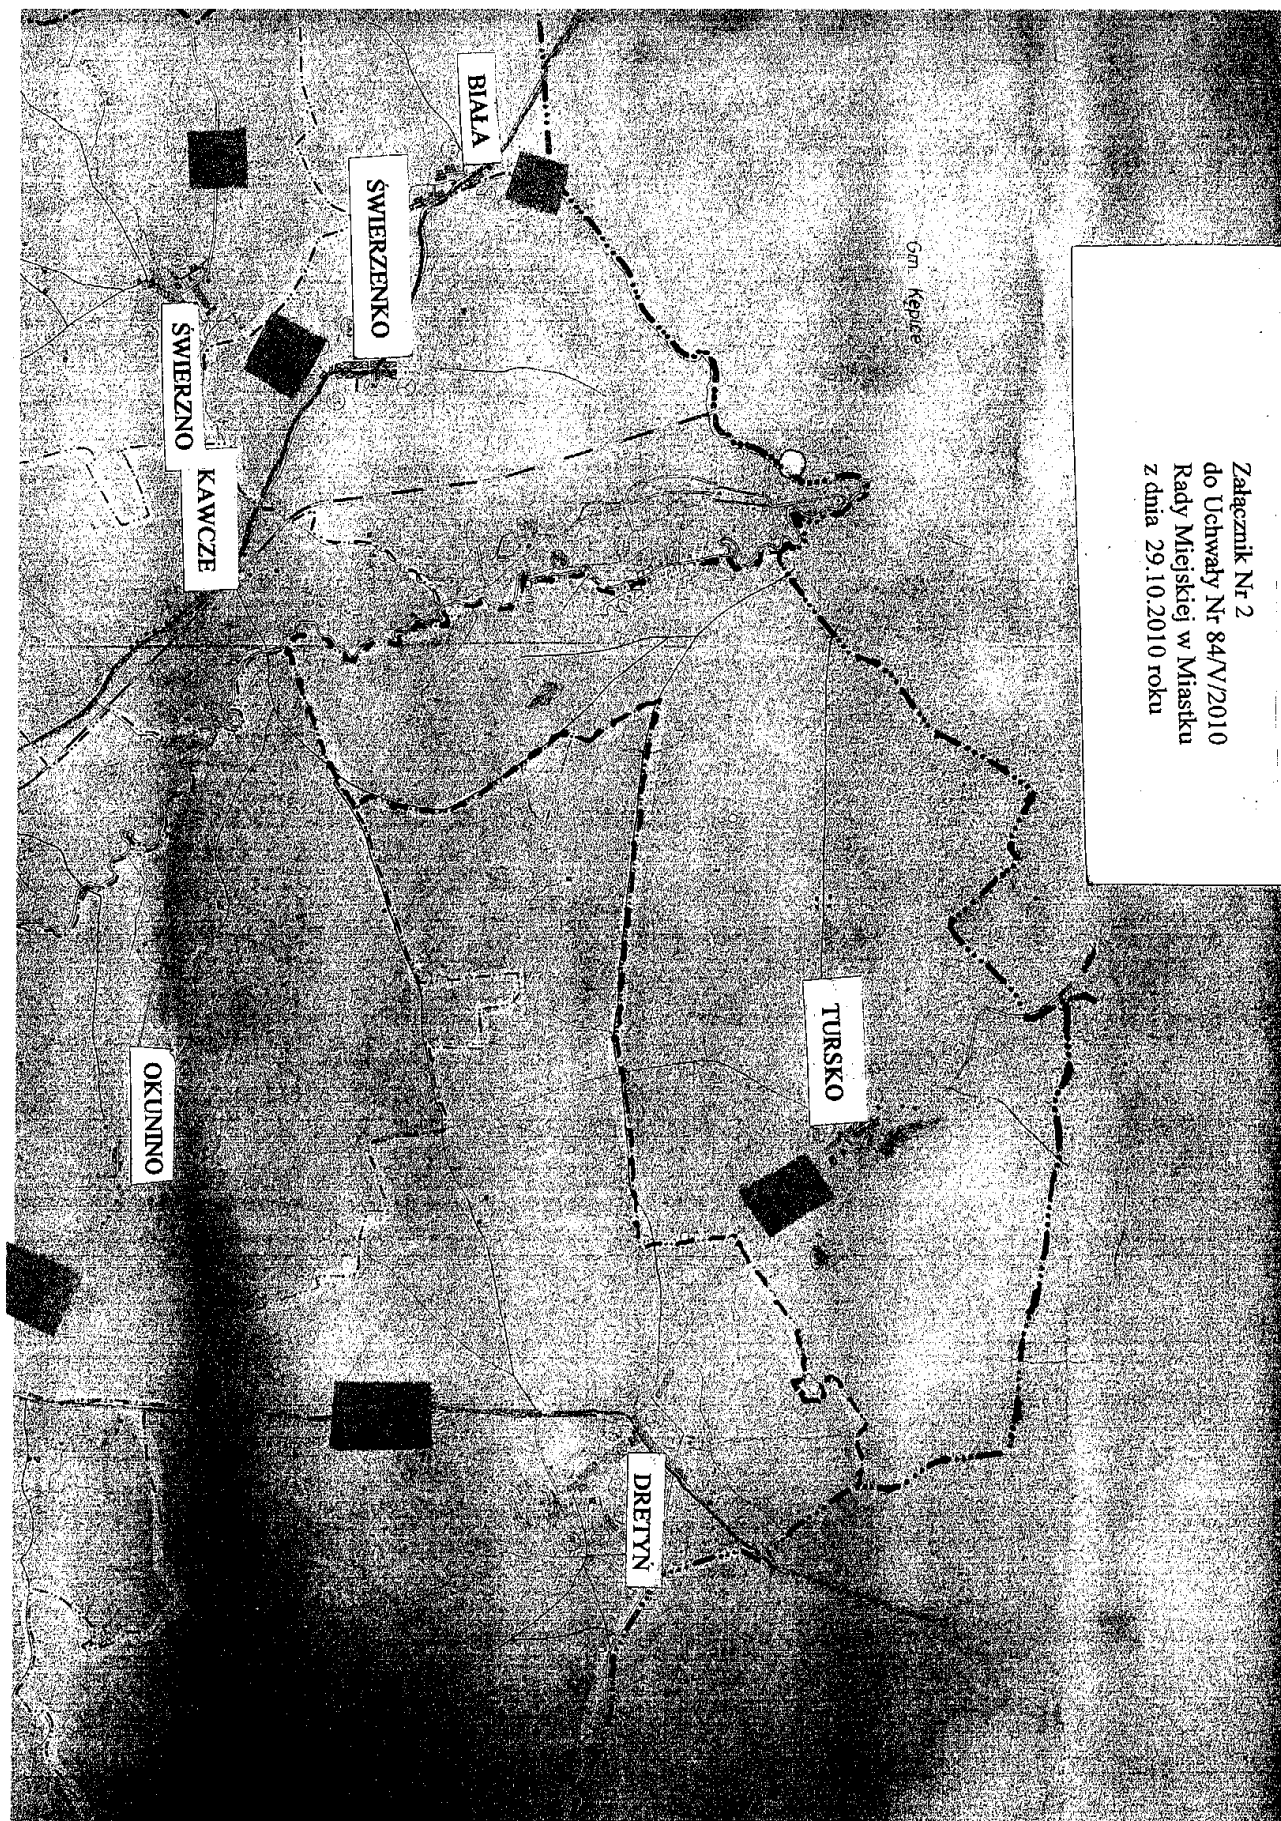 Załącznik Nr 2
do Uchwały Nr 84/V/2010
Rady Miejskiej w Miastku
z dnia 29.10.2010 roku
Gm. Kępice
BIAŁA
ŚWIERZENKO
ŚWIERZNO
KAWCZE
TURSKO
OKUNINO
DRETYŃ